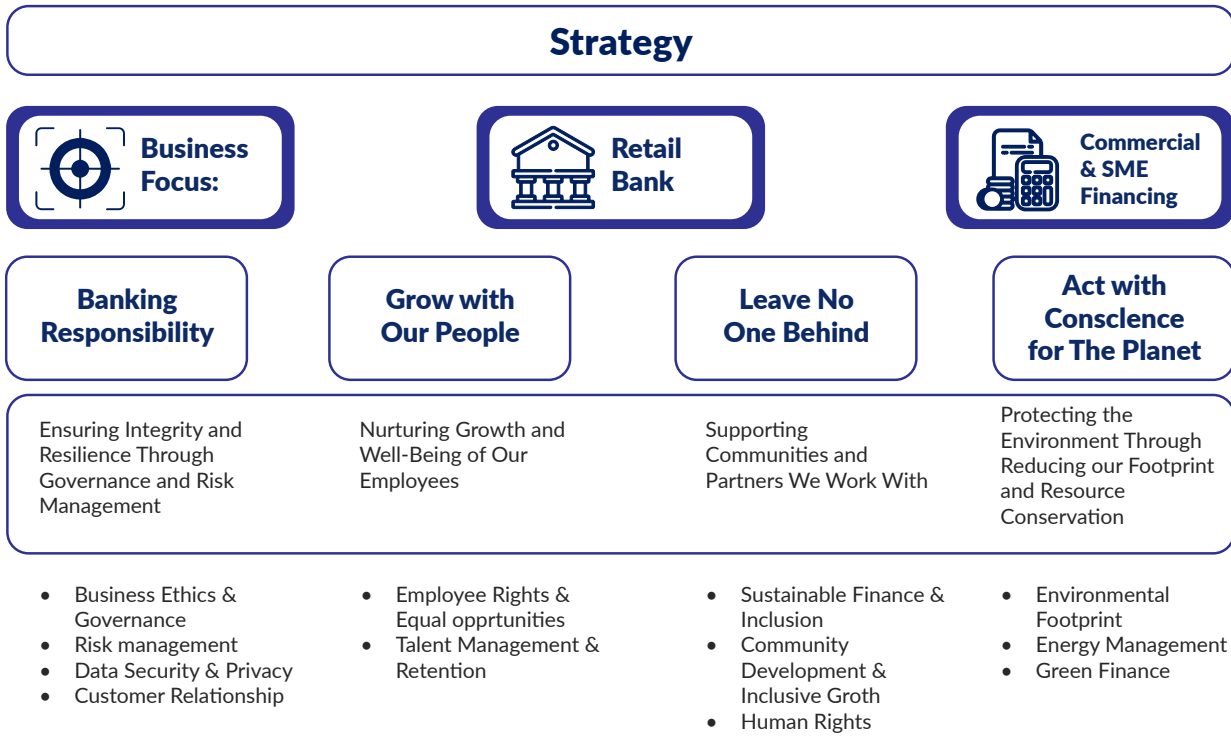 Strategy
Business
Focus:
Retail
Bank
Commercial
& SME
Financing
Banking
Responsibility
Grow with
Our People
Leave No
One Behind
Act with
Consclence
for The Planet
Ensuring Integrity and
Resilience Through
Governance and Risk
Management
Nurturing Growth and
Well-Being of Our
Employees
Supporting
Communities and
Partners We Work With
Protecting the
Environment Through
Reducing our Footprint
and Resource
Conservation
• Business Ethics &
Governance
• Risk management
• Data Security & Privacy
• Customer Relationship
• Employee Rights &
Equal opprtunities
• Talent Management &
Retention
• Sustainable Finance &
Inclusion
• Community
Development &
Inclusive Groth
• Human Rights
• Environmental
Footprint
• Energy Management
• Green Finance